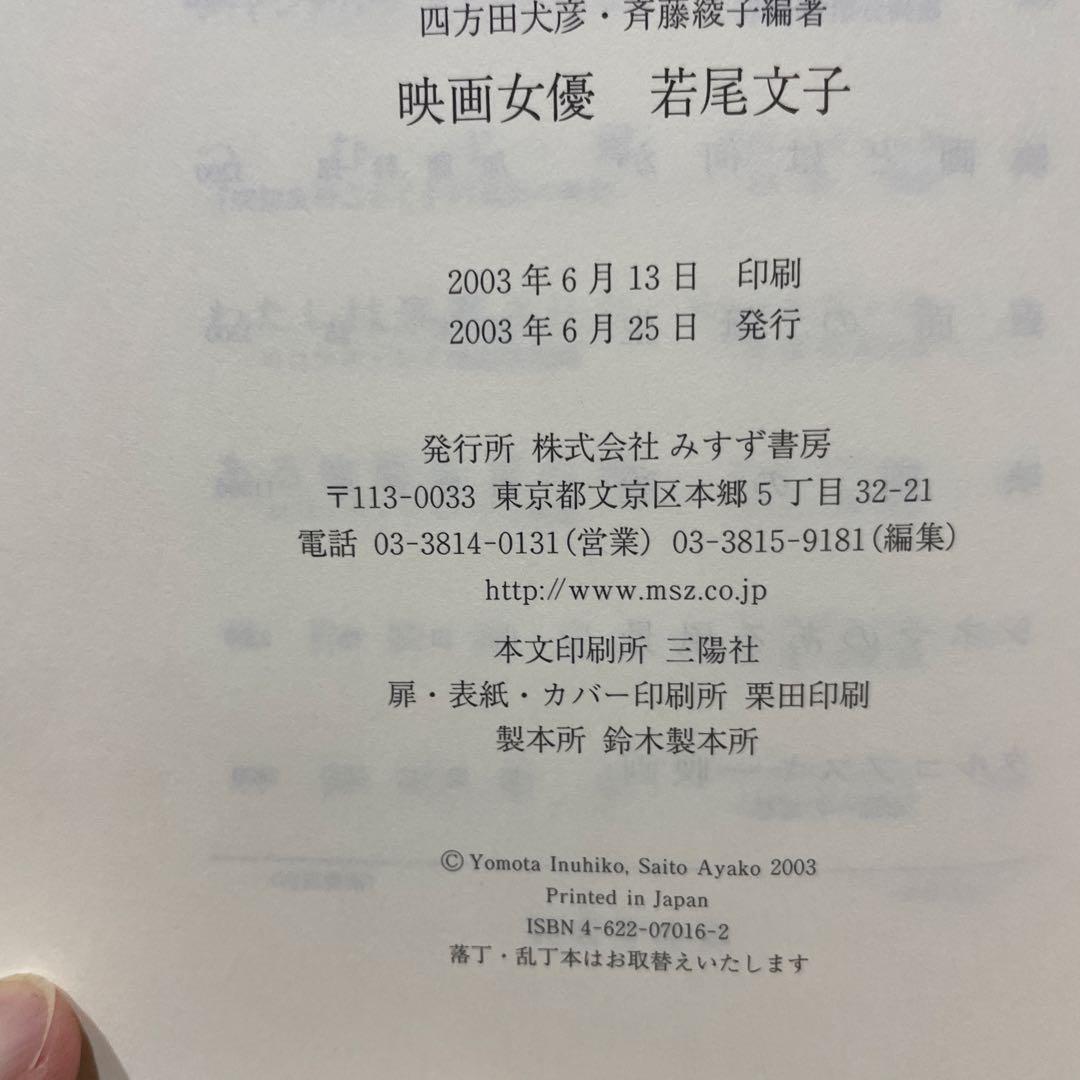 四方田犬彦・斉藤綾子編著
映画女優　若尾文子
2003年6月13日　印刷
2003年6月25日　発行
発行所 株式会社 みすず書房
〒113-0033 東京都文京区本郷5丁目32-21
電話 03-3814-0131(営業) 03-3815-9181(編集)
http://www.msz.co.jp
本文印刷所 三陽社
扉・表紙・カバー印刷所 栗田印刷
製本所 鈴木製本所
© Yomota Inuhiko, Saito Ayako 2003
Printed in Japan
ISBN 4-622-07016-2
落丁・乱丁本はお取替えいたします